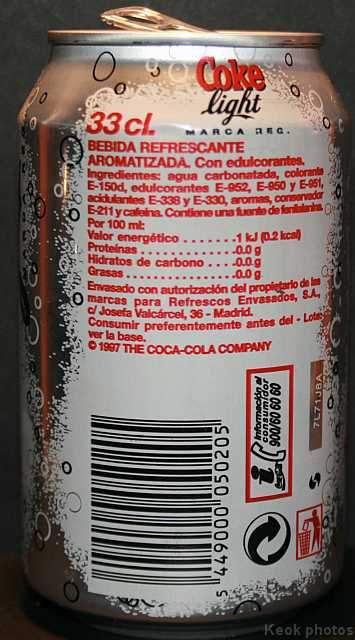 Coke
light
MARCA REG.
33 cl.
BEBIDA REFRESCANTE
AROMATIZADA. Con edulcorantes.
Ingredientes: agua carbonatada, colorante
E-150d, edulcorantes E-952, E-950 y E-951,
acidulantes E-338 y E-330, aromas, conservador
E-211 y cafeína. Contiene una fuente de fenilalanina.
Por 100 ml:
Valor energético . . . . . . . 1 kJ (0.2 kcal)
Proteínas . . . . . . . . . . . . . .0.0 g
Hidratos de carbono . . . . .0.0 g
Grasas . . . . . . . . . . . . . . . .0.0 g
Envasado con autorización del propietario de las
marcas para Refrescos Envasados, S.A.,
c/ Josefa Valcárcel, 36 - Madrid.
Consumir preferentemente antes del - Lote:
ver la base.
© 1997 THE COCA-COLA COMPANY
Información al
consumidor
900/60 60 60
7L71JBA
5 449000 050205
Keok photos